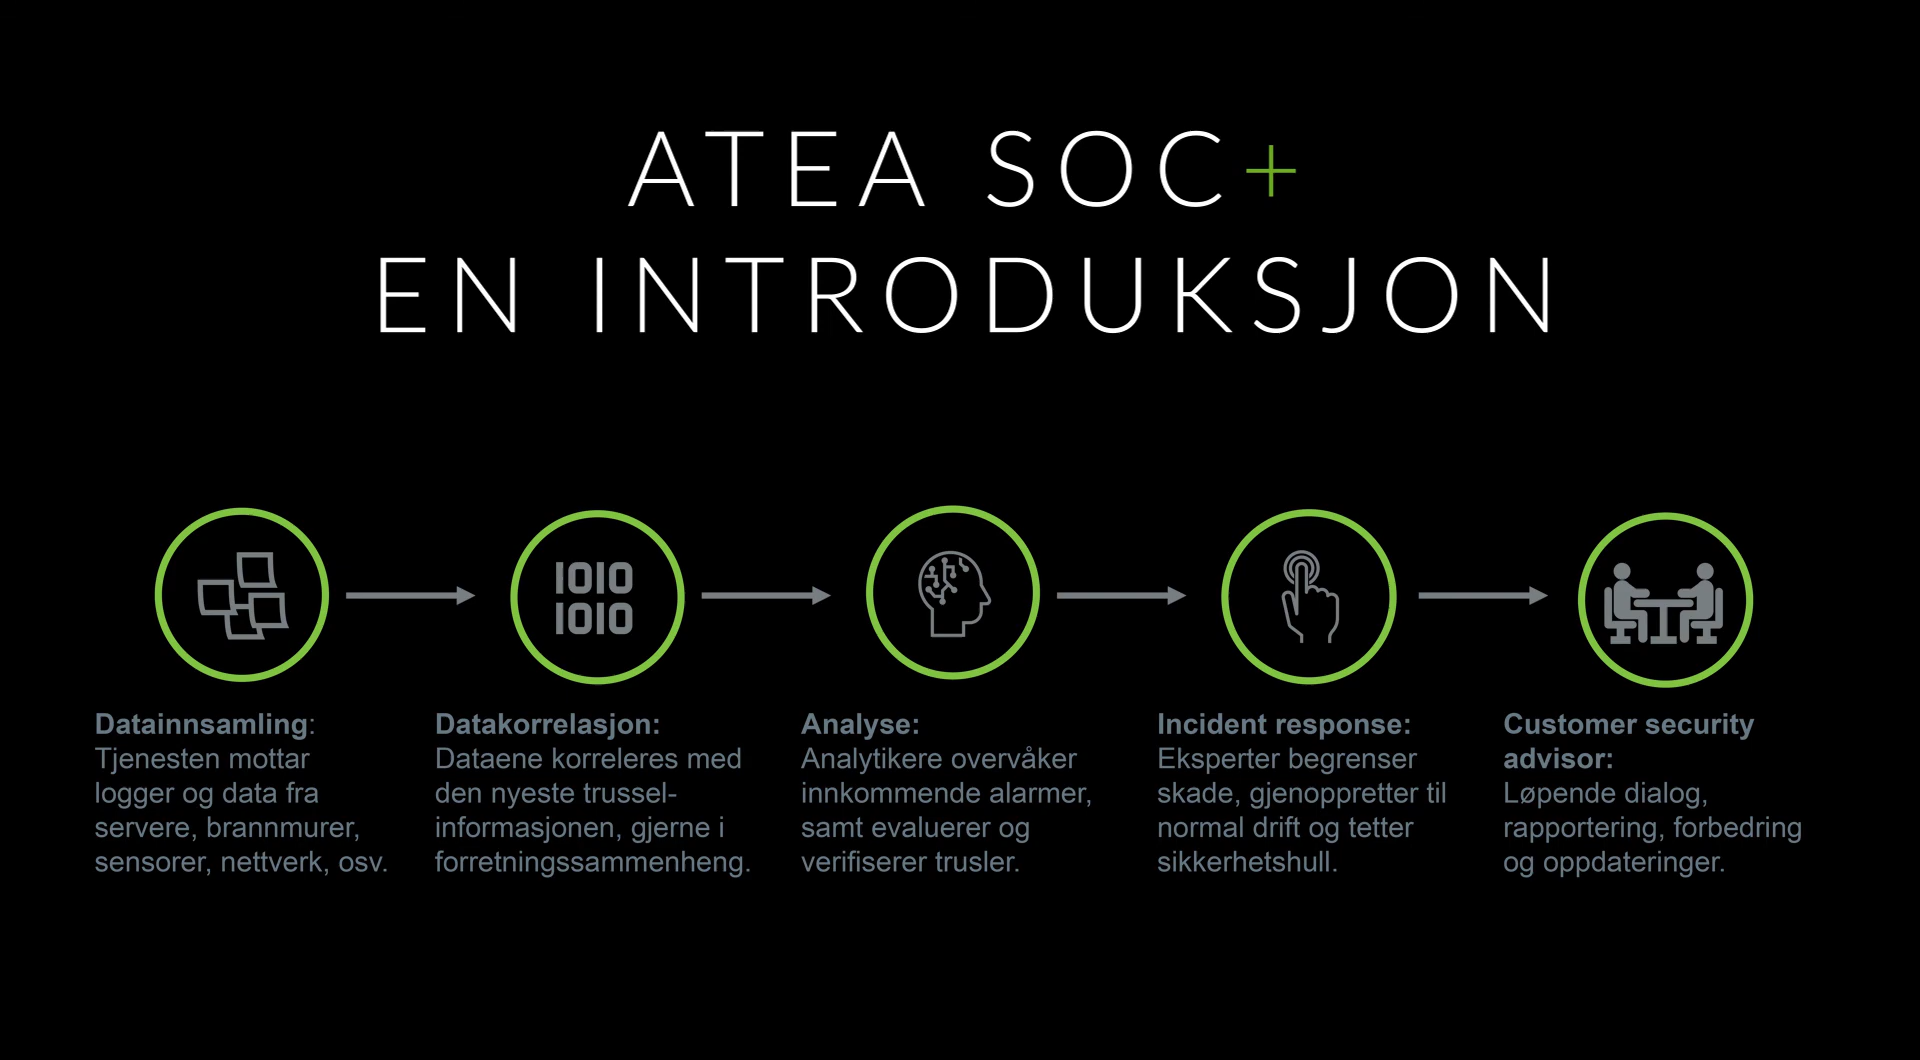 ATEA SOC+
EN INTRODUKSJON
1010
1010
Datainnsamling:
Tjenesten mottar
logger og data fra
servere, brannmurer,
sensorer, nettverk, osv.
Datakorrelasjon:
Dataene korreleres med
den nyeste trussel-
informasjonen, gjerne i
forretningssammenheng.
Analyse:
Analytikere overvåker
innkommende alarmer,
samt evaluerer og
verifiserer trusler.
Incident response:
Eksperter begrenser
skade, gjenoppretter til
normal drift og tetter
sikkerhetshull.
Customer security
advisor:
Løpende dialog,
rapportering, forbedring
og oppdateringer.